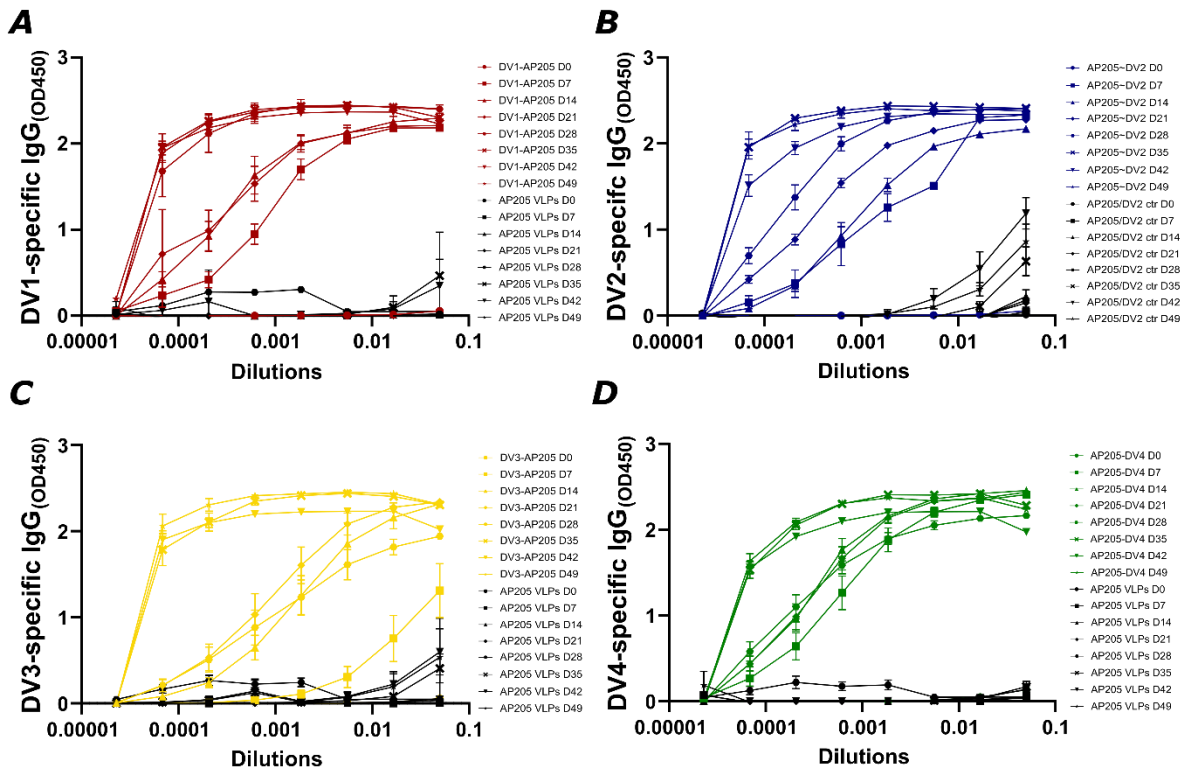 A
DV1-specific IgG(OD450)
3
2
1
0
0.00001
0.0001
0.001
0.01
0.1
Dilutions
DV1-AP205 D0
DV1-AP205 D7
DV1-AP205 D14
DV1-AP205 D21
DV1-AP205 D28
DV1-AP205 D35
DV1-AP205 D42
DV1-AP205 D49
AP205 VLPs D0
AP205 VLPs D7
AP205 VLPs D14
AP205 VLPs D21
AP205 VLPs D28
AP205 VLPs D35
AP205 VLPs D42
AP205 VLPs D49
B
DV2-specifc IgG(OD450)
3
2
1
0
0.00001
0.0001
0.001
0.01
0.1
Dilutions
AP205~DV2 D0
AP205~DV2 D7
AP205~DV2 D14
AP205~DV2 D21
AP205~DV2 D28
AP205~DV2 D35
AP205~DV2 D42
AP205~DV2 D49
AP205/DV2 ctr D0
AP205/DV2 ctr D7
AP205/DV2 ctr D14
AP205/DV2 ctr D21
AP205/DV2 ctr D28
AP205/DV2 ctr D35
AP205/DV2 ctr D42
AP205/DV2 ctr D49
C
DV3-specific IgG(OD450)
3
2
1
0
0.00001
0.0001
0.001
0.01
0.1
Dilutions
DV3-AP205 D0
DV3-AP205 D7
DV3-AP205 D14
DV3-AP205 D21
DV3-AP205 D28
DV3-AP205 D35
DV3-AP205 D42
DV3-AP205 D49
AP205 VLPs D0
AP205 VLPs D7
AP205 VLPs D14
AP205 VLPs D21
AP205 VLPs D28
AP205 VLPs D35
AP205 VLPs D42
AP205 VLPs D49
D
DV4-specific IgG(OD450)
3
2
1
0
0.00001
0.0001
0.001
0.01
0.1
Dilutions
AP205-DV4 D0
AP205-DV4 D7
AP205-DV4 D14
AP205-DV4 D21
AP205-DV4 D28
AP205-DV4 D35
AP205-DV4 D42
AP205-DV4 D49
AP205 VLPs D0
AP205 VLPs D7
AP205 VLPs D14
AP205 VLPs D21
AP205 VLPs D28
AP205 VLPs D35
AP205 VLPs D42
AP205 VLPs D49